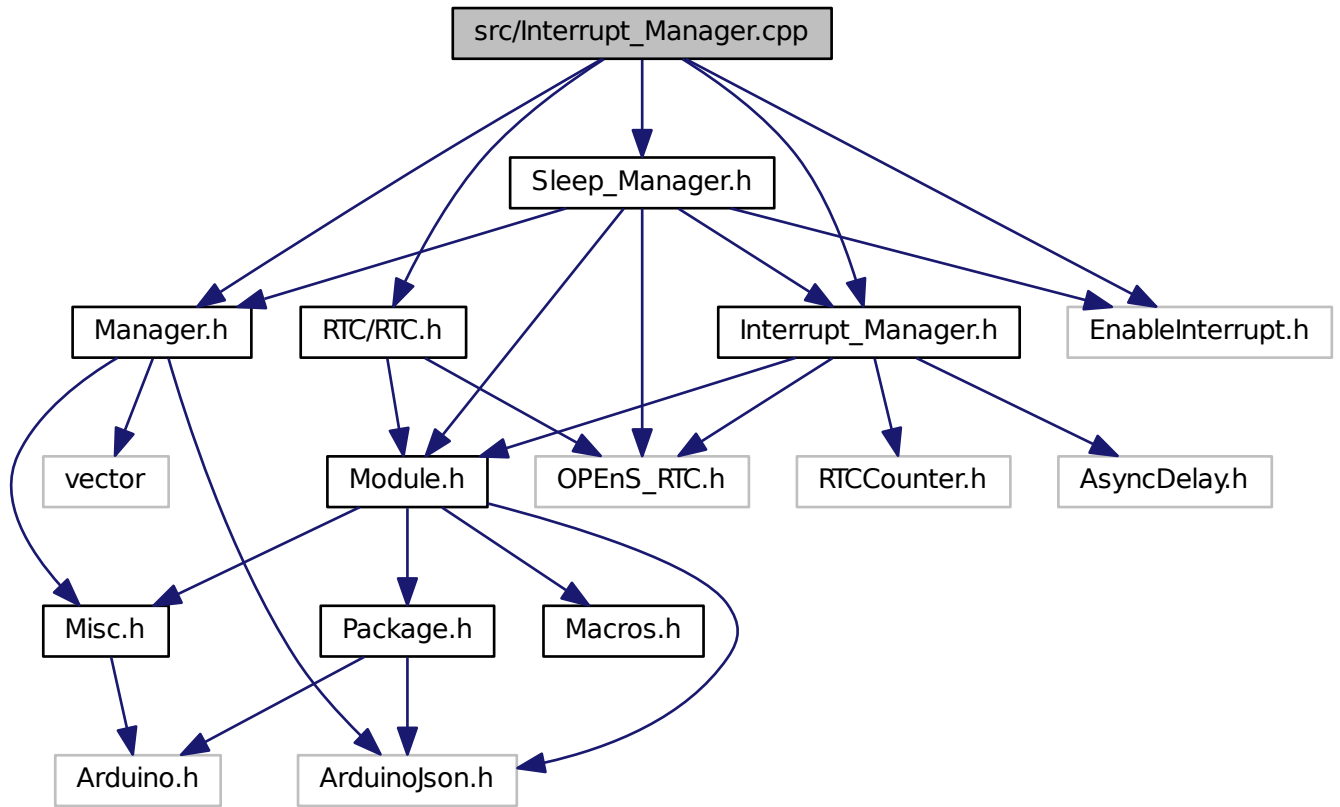 src/Interrupt_Manager.cpp
Sleep_Manager.h
Manager.h
RTC/RTC.h
Interrupt_Manager.h
EnableInterrupt.h
vector
Module.h
OPEnS_RTC.h
RTCCounter.h
AsyncDelay.h
Misc.h
Package.h
Macros.h
Arduino.h
ArduinoJson.h